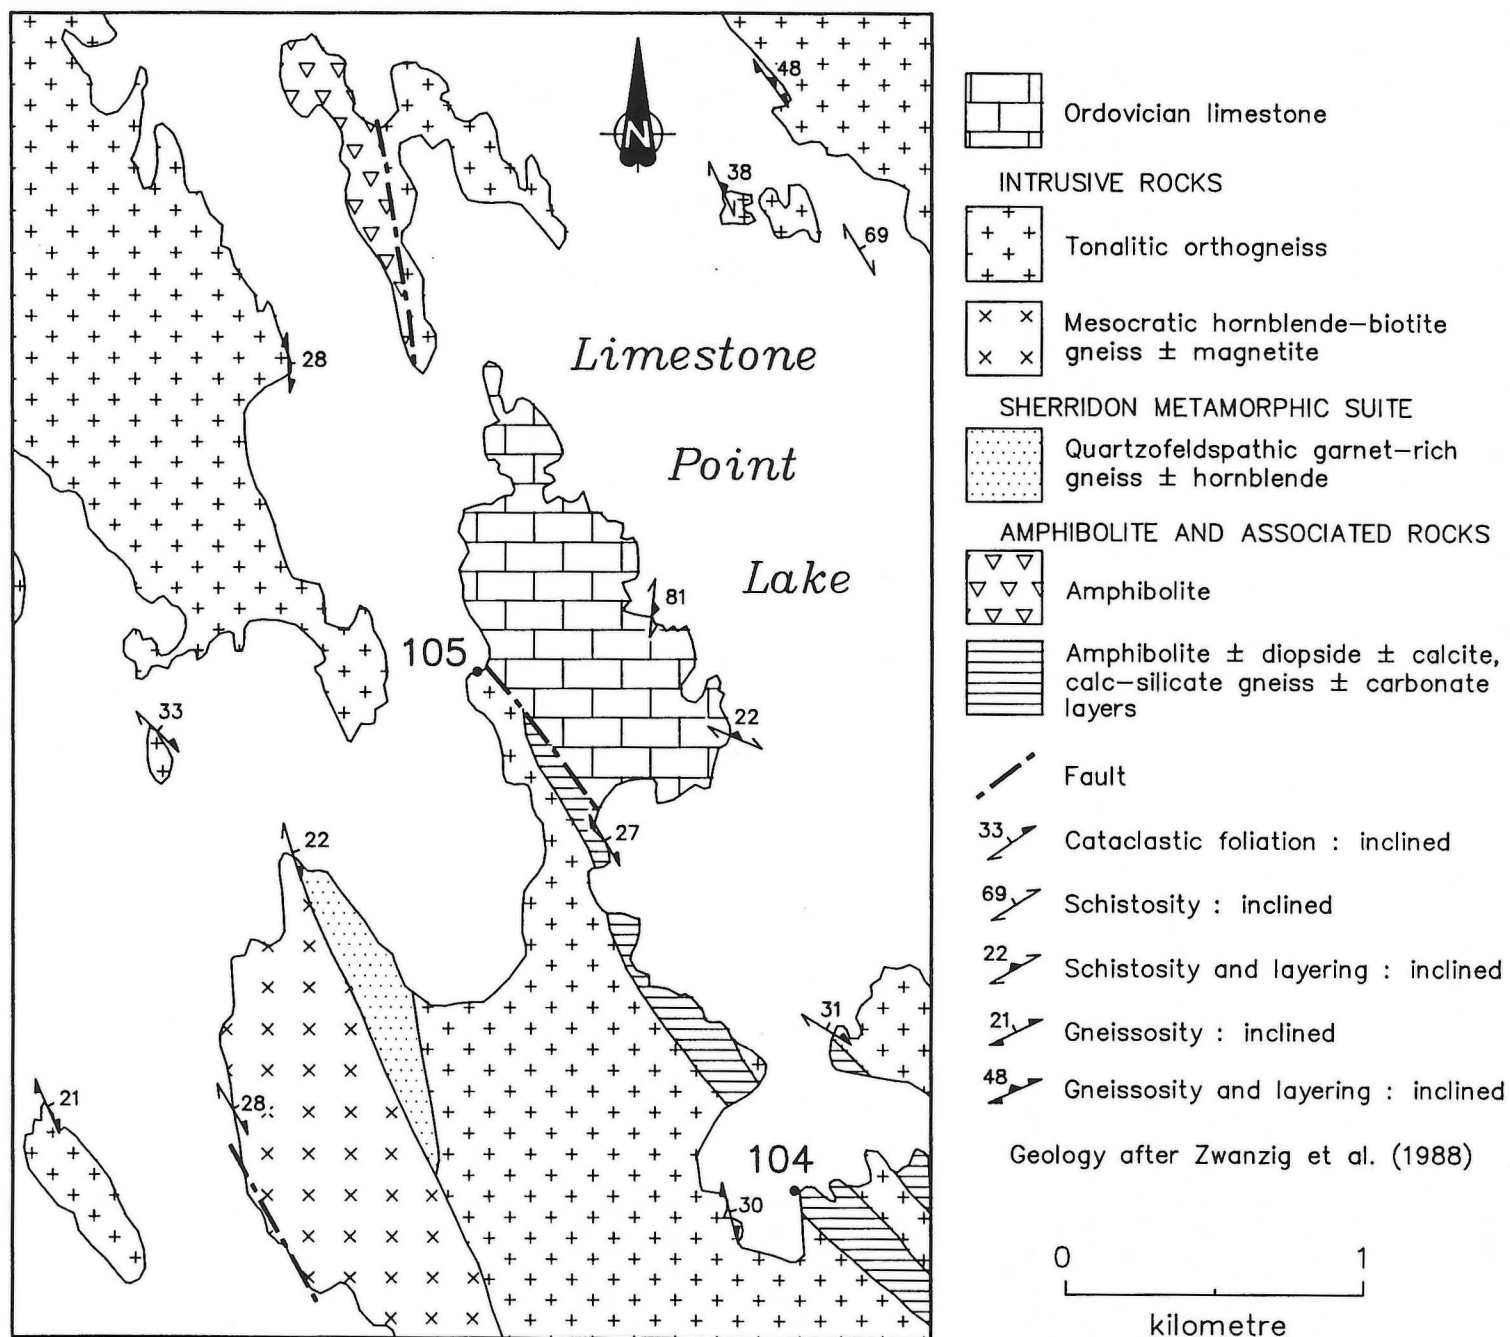 48
N
38
69
28
Limestone
Point
Lake
81
105
22
33
27
22
31
28
21
104
30
Ordovician limestone
INTRUSIVE ROCKS
Tonalitic orthogneiss
Mesocratic hornblende-biotite
gneiss ± magnetite
SHERRIDON METAMORPHIC SUITE
Quartzofeldspathic garnet-rich
gneiss ± hornblende
AMPHIBOLITE AND ASSOCIATED ROCKS
Amphibolite
Amphibolite ± diopside ± calcite,
calc-silicate gneiss ± carbonate
layers
Fault
33 Cataclastic foliation : inclined
69 Schistosity : inclined
22 Schistosity and layering : inclined
21 Gneissosity : inclined
48 Gneissosity and layering : inclined
Geology after Zwanzig et al. (1988)
0 1
kilometre